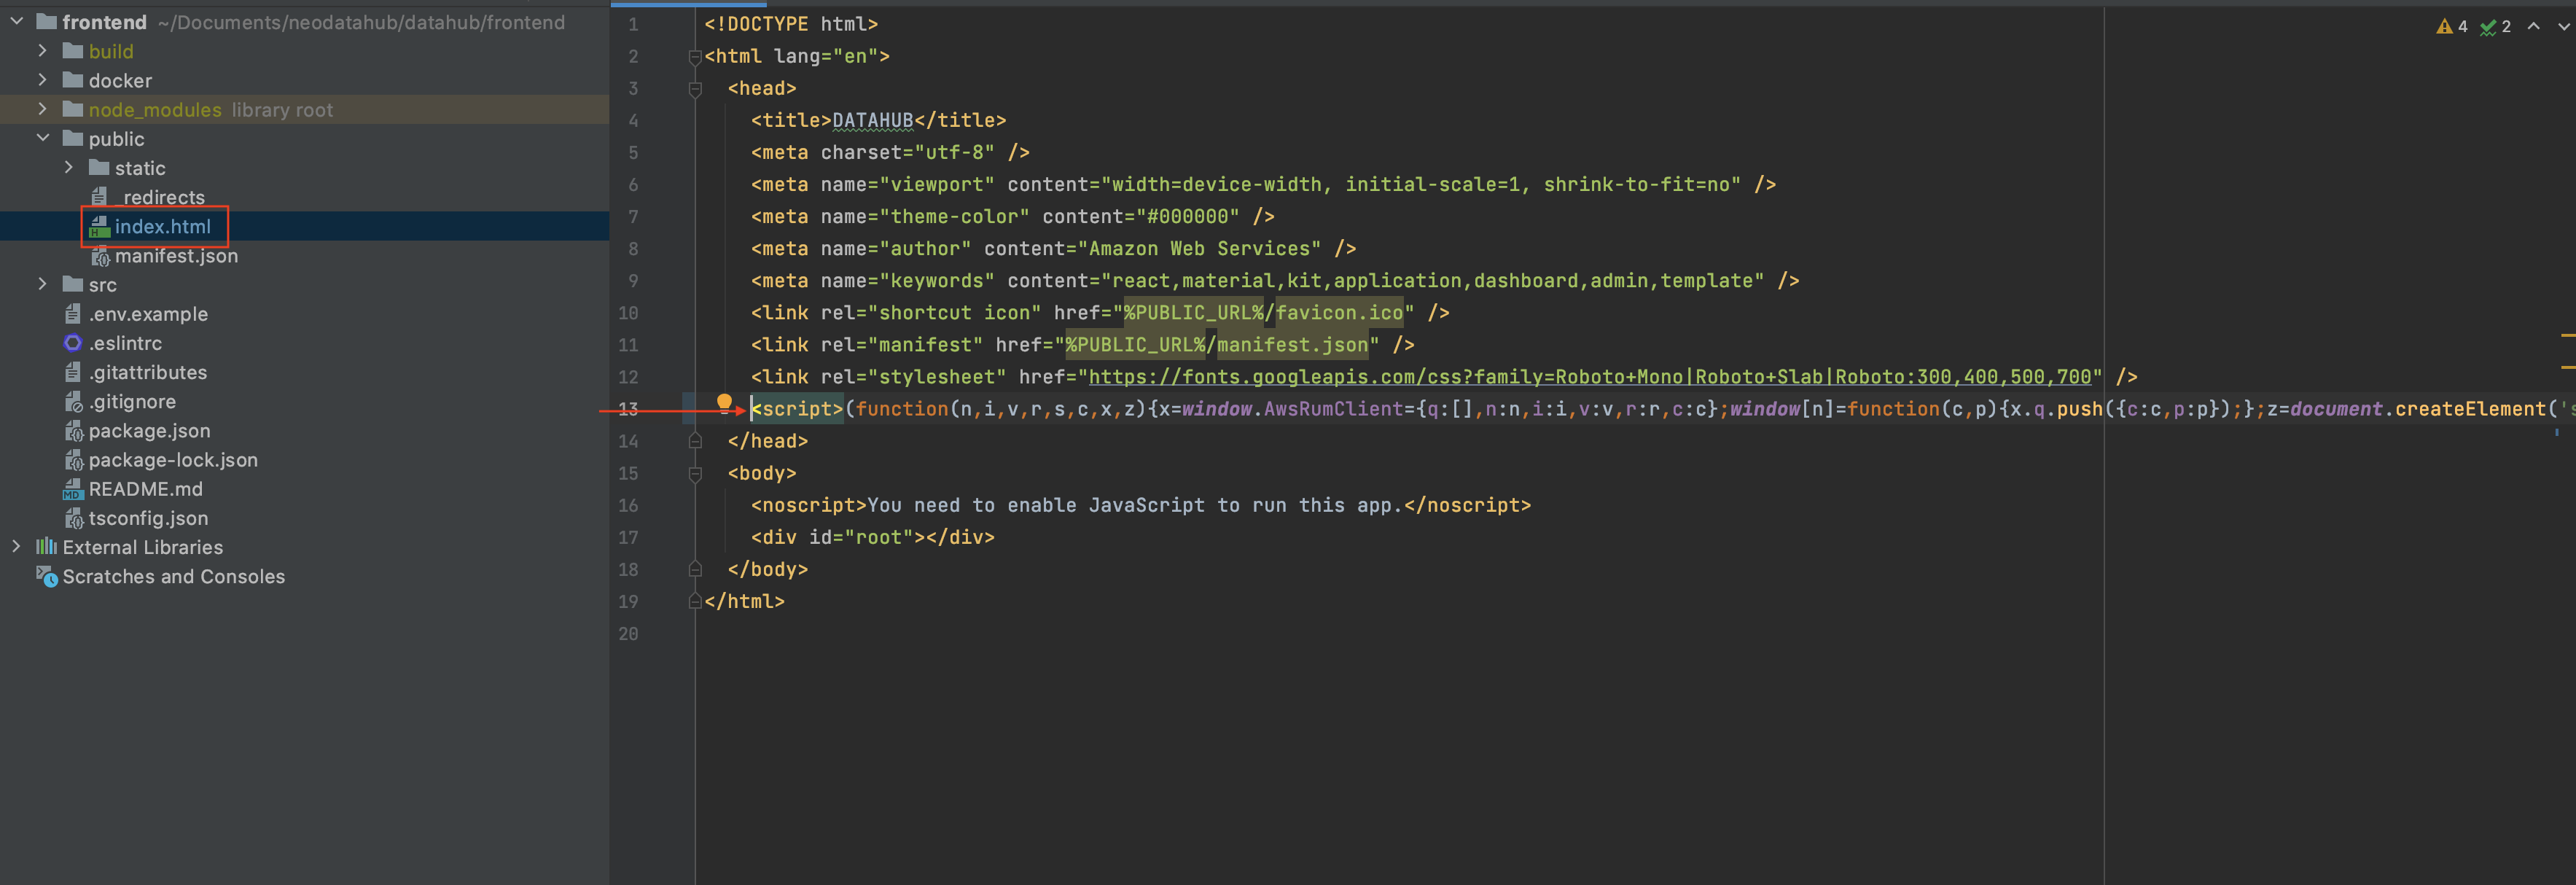 frontend ~/Documents/neodatahub/datahub/frontend
build
docker
node_modules library root
public
static
_redirects
index.html
manifest.json
src
.env.example
.eslintrc
.gitattributes
.gitignore
package.json
package-lock.json
README.md
tsconfig.json
External Libraries
Scratches and Consoles
4 2
1 <!DOCTYPE html>
2 <html lang="en">
3 <head>
4 <title>DATAHUB</title>
5 <meta charset="utf-8" />
6 <meta name="viewport" content="width=device-width, initial-scale=1, shrink-to-fit=no" />
7 <meta name="theme-color" content="#000000" />
8 <meta name="author" content="Amazon Web Services" />
9 <meta name="keywords" content="react,material,kit,application,dashboard,admin,template" />
10 <link rel="shortcut icon" href="%PUBLIC_URL%/favicon.ico" />
11 <link rel="manifest" href="%PUBLIC_URL%/manifest.json" />
12 <link rel="stylesheet" href="https://fonts.googleapis.com/css?family=Roboto+Mono|Roboto+Slab|Roboto:300,400,500,700" />
13 <script>(function(n,i,v,r,s,c,x,z){x=window.AwsRumClient={q:[],n:n,i:i,v:v,r:r,c:c};window[n]=function(c,p){x.q.push({c:c,p:p});};z=document.createElement('s
14 </head>
15 <body>
16 <noscript>You need to enable JavaScript to run this app.</noscript>
17 <div id="root"></div>
18 </body>
19 </html>
20